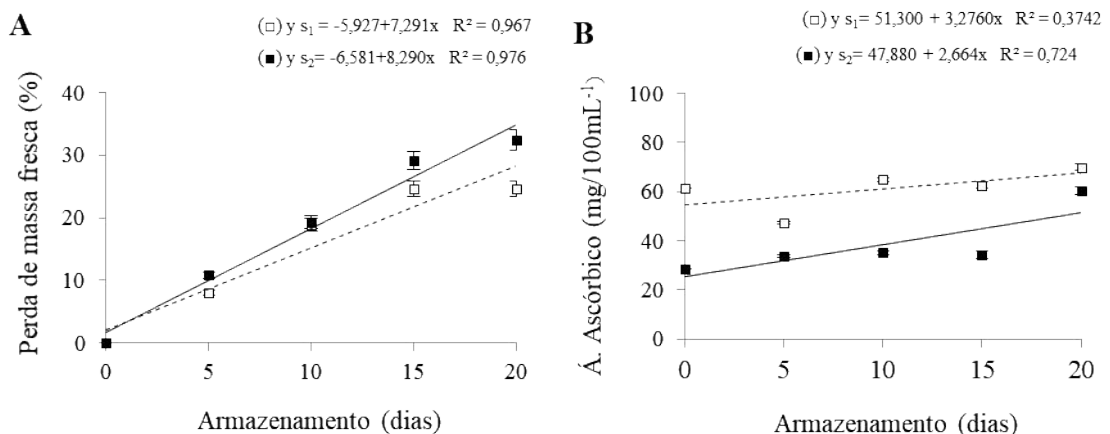 A
(□) y s₁ = -5,927+7,291x R² = 0,967
(■) y s₂= -6,581+8,290x R² = 0,976
Perda de massa fresca (%)
40
30
20
10
0
0 5 10 15 20
Armazenamento (dias)
B
(□) y s₁= 51,300 + 3,2760x R² = 0,3742
(■) y s₂= 47,880 + 2,664x R² = 0,724
Á. Ascórbico (mg/100mL⁻¹)
100
80
60
40
20
0
0 5 10 15 20
Armazenamento (dias)